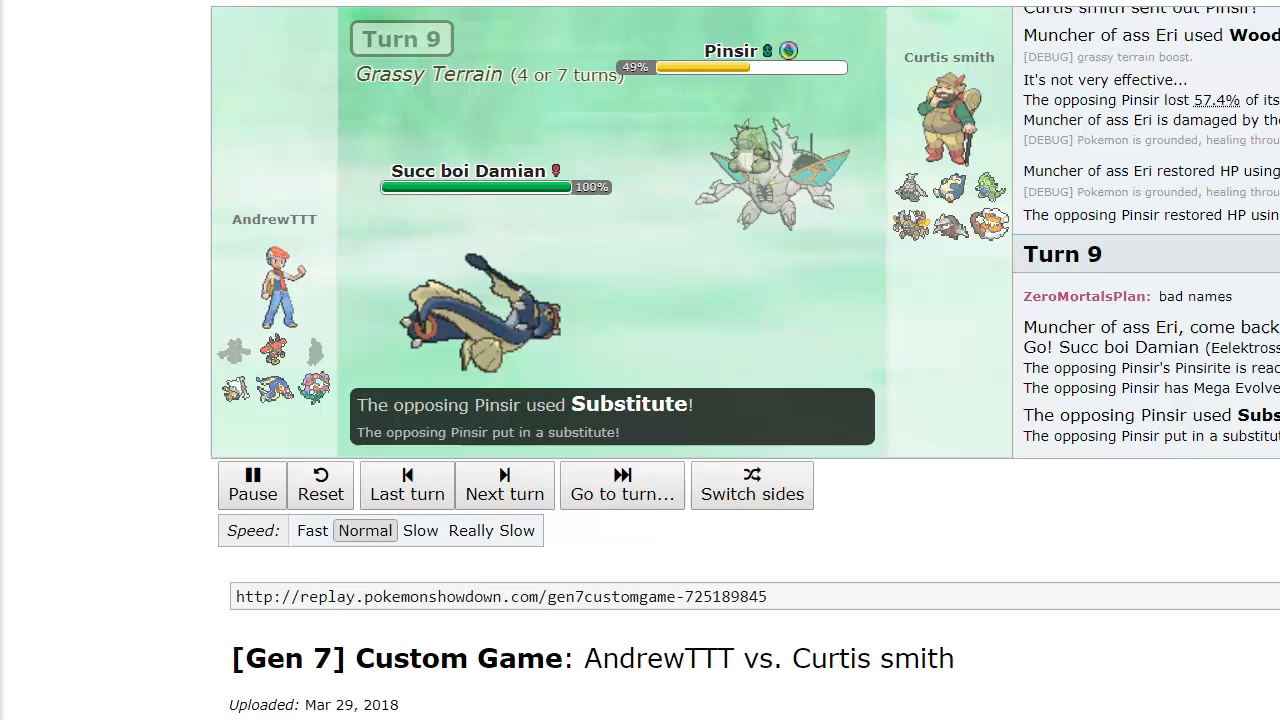 Turn 9
Grassy Terrain (4 or 7 turns)
Pinsir
49%
Succ boi Damian
100%
AndrewTTT
Curtis smith
The opposing Pinsir used Substitute!
The opposing Pinsir put in a substitute!
Curtis smith sent out Pinsir!
Muncher of ass Eri used Wood
[DEBUG] grassy terrain boost.
It's not very effective...
The opposing Pinsir lost 57.4% of its
Muncher of ass Eri is damaged by the
[DEBUG] Pokemon is grounded, healing throu
Muncher of ass Eri restored HP using
[DEBUG] Pokemon is grounded, healing throu
The opposing Pinsir restored HP usin
Turn 9
ZeroMortalsPlan: bad names
Muncher of ass Eri, come back
Go! Succ boi Damian (Eelektross
The opposing Pinsir's Pinsirite is reac
The opposing Pinsir has Mega Evolve
The opposing Pinsir used Subs
The opposing Pinsir put in a substitut
Pause
Reset
Last turn
Next turn
Go to turn...
Switch sides
Speed: Fast Normal Slow Really Slow
http://replay.pokemonshowdown.com/gen7customgame-725189845
[Gen 7] Custom Game: AndrewTTT vs. Curtis smith
Uploaded: Mar 29, 2018